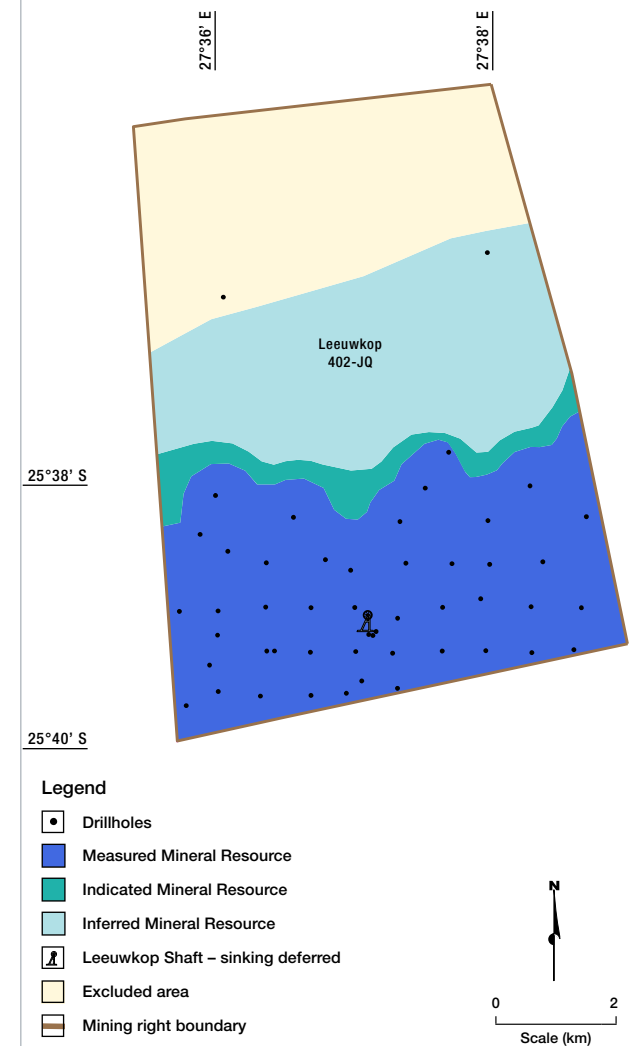 27°36' E
27°38' E
Leeuwkop
402-JQ
25°38' S
25°40' S
Legend
Drillholes
Measured Mineral Resource
Indicated Mineral Resource
Inferred Mineral Resource
Leeuwkop Shaft – sinking deferred
Excluded area
Mining right boundary
N
0 2
Scale (km)